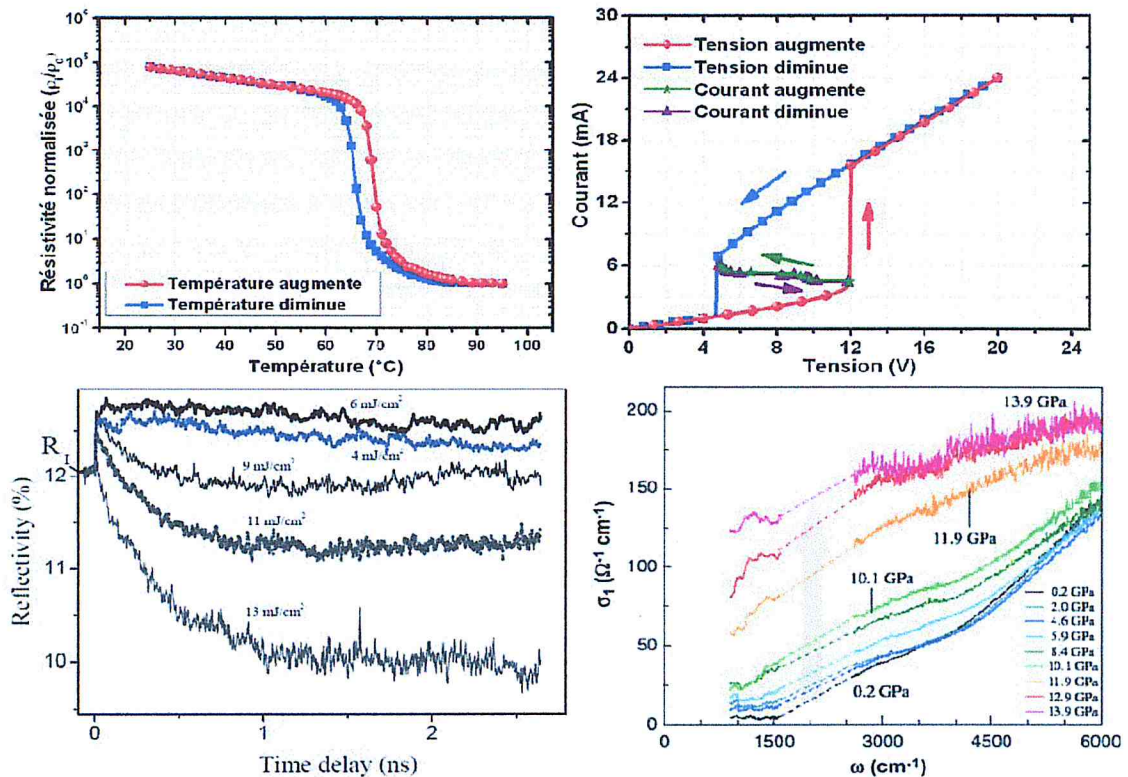 10⁶
10⁵
10⁴
10³
10²
10¹
10⁰
10⁻¹
Résistivité normalisée (ρᵢ/ρ꜀)
Température augmente
Température diminue
20 30 40 50 60 70 80 90 100
Température (°C)
30
24
18
12
6
0
Courant (mA)
Tension augmente
Tension diminue
Courant augmente
Courant diminue
0 4 8 12 16 20 24
Tension (V)
R_I
12
11
10
Reflectivity (%)
6 mJ/cm²
4 mJ/cm²
9 mJ/cm²
11 mJ/cm²
13 mJ/cm²
0 1 2
Time delay (ns)
200
150
100
50
0
σ₁ (Ω⁻¹ cm⁻¹)
13.9 GPa
11.9 GPa
10.1 GPa
0.2 GPa
0.2 GPa
2.0 GPa
4.6 GPa
5.9 GPa
8.4 GPa
10.1 GPa
11.9 GPa
12.9 GPa
13.9 GPa
0 1500 3000 4500 6000
ω (cm⁻¹)